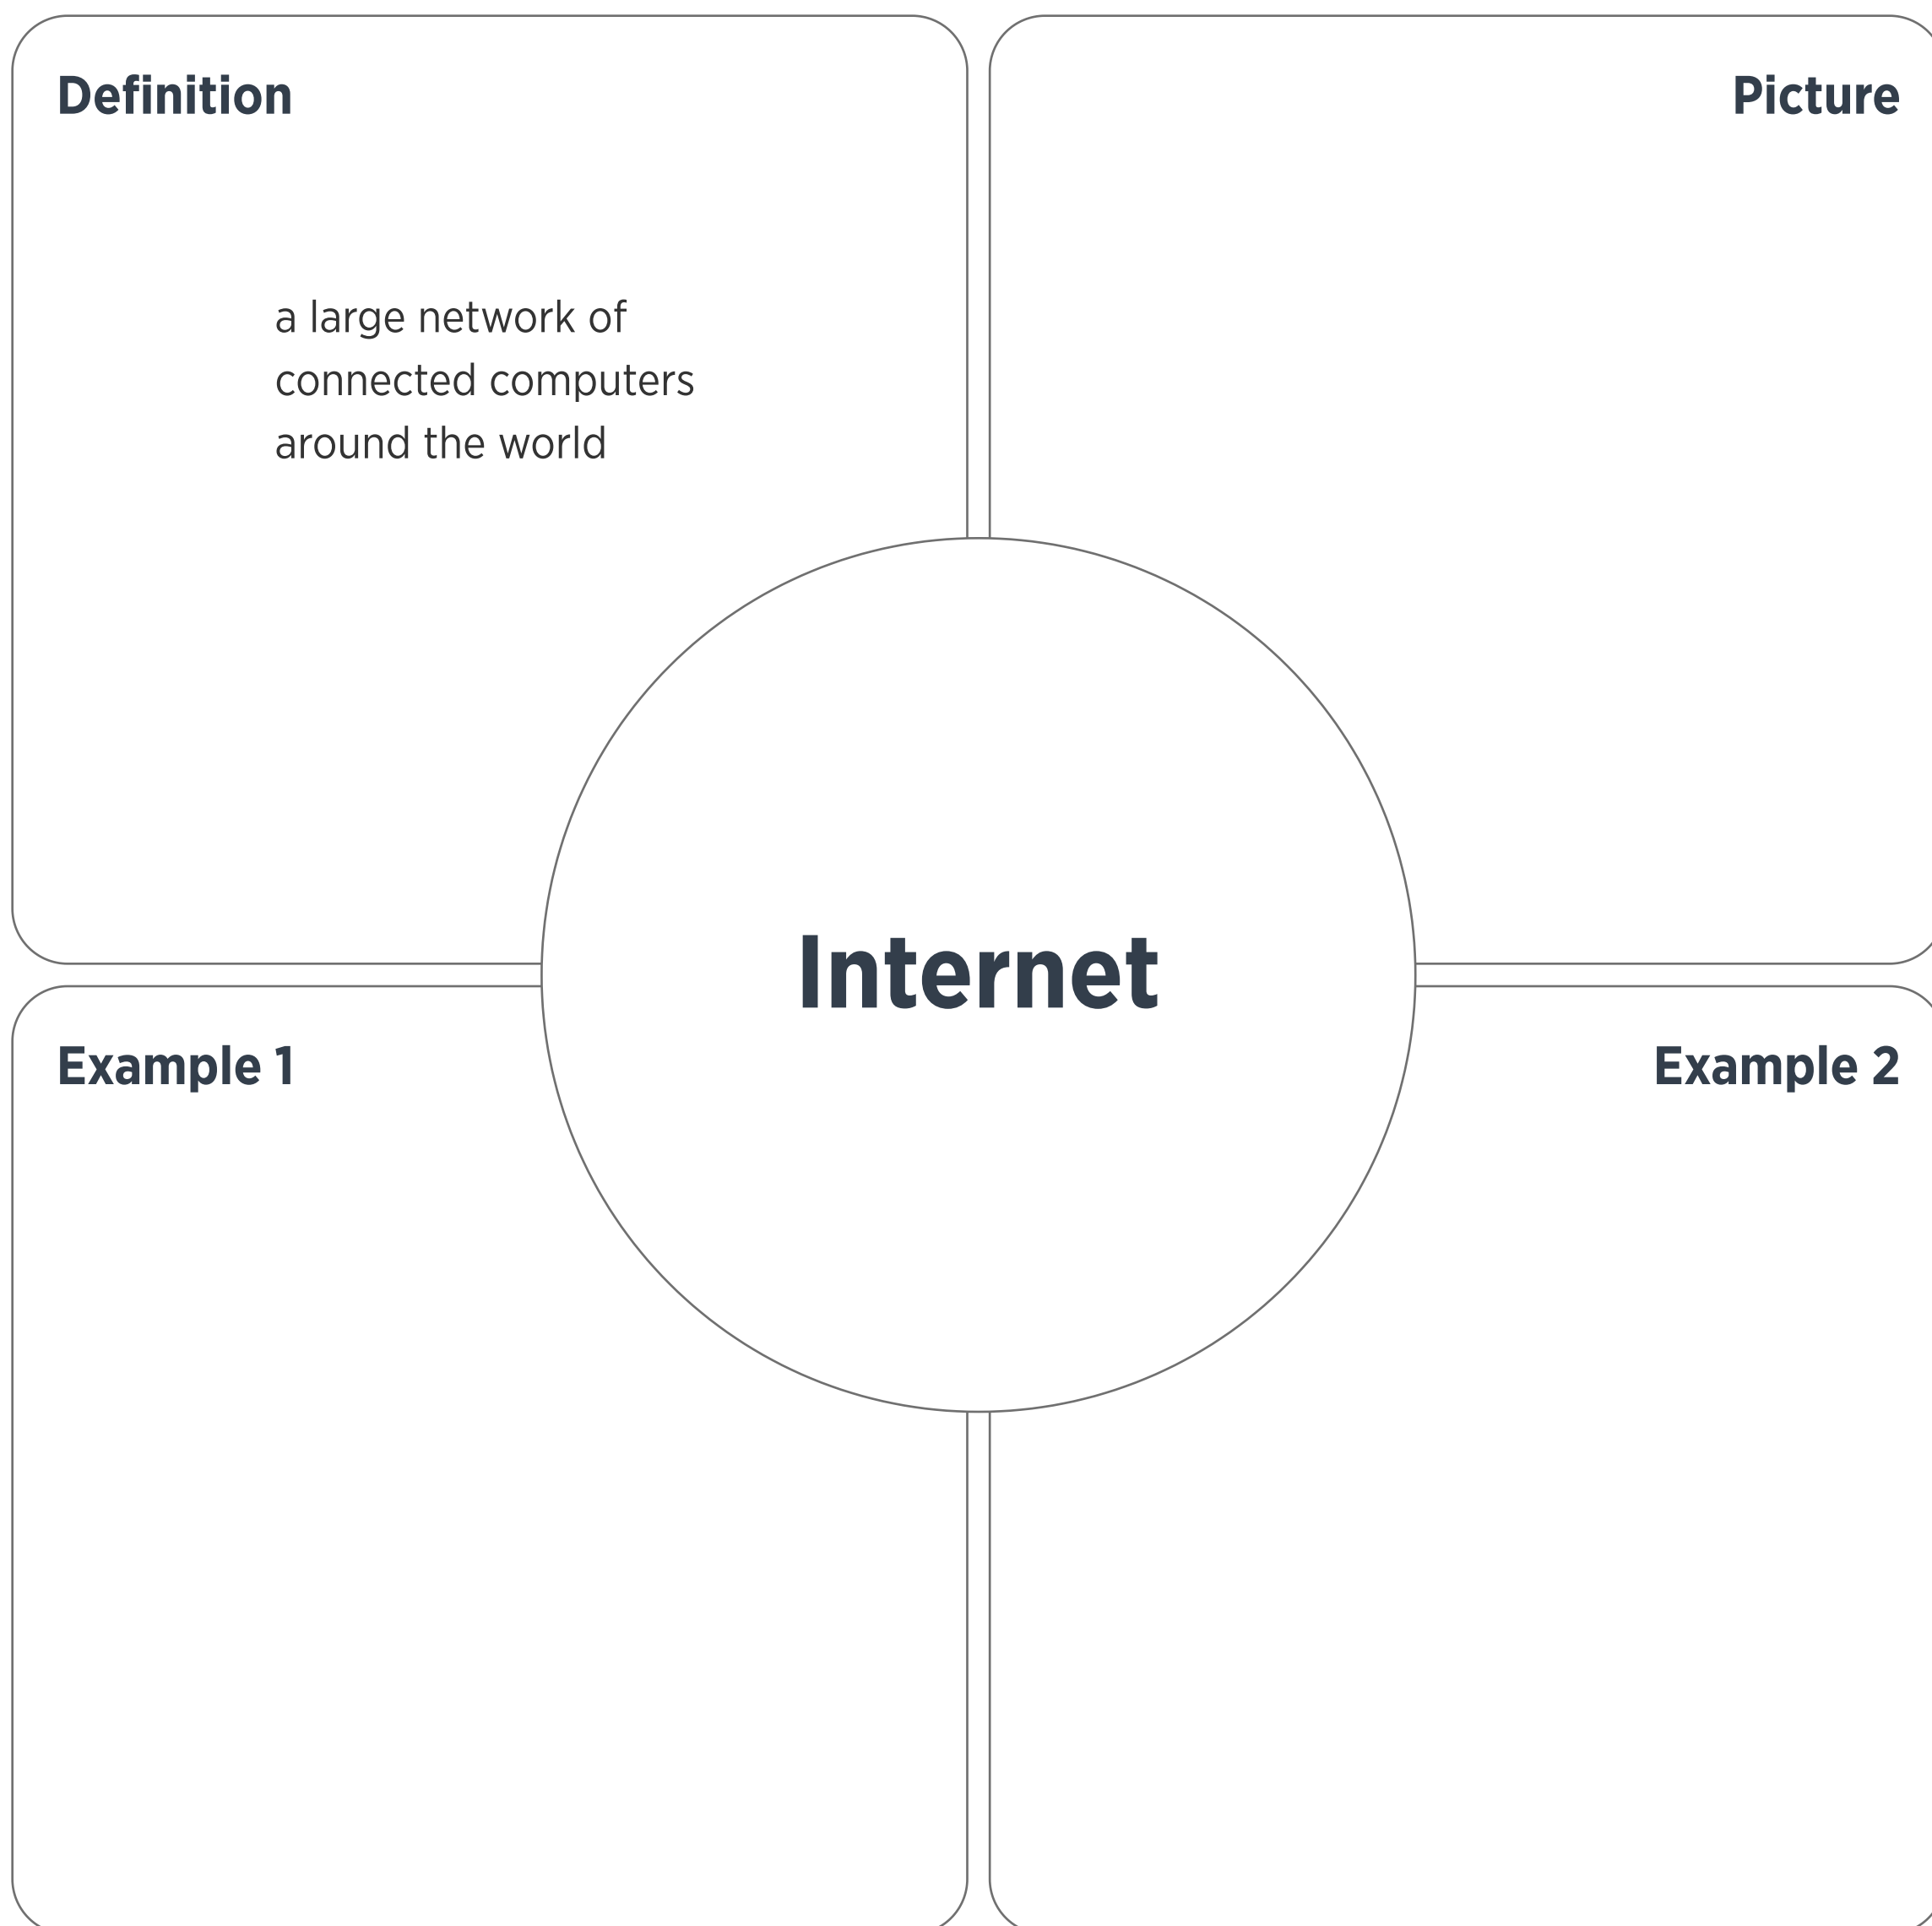 Definition
Picture
a large network of
connected computers
around the world
Internet
Example 1
Example 2